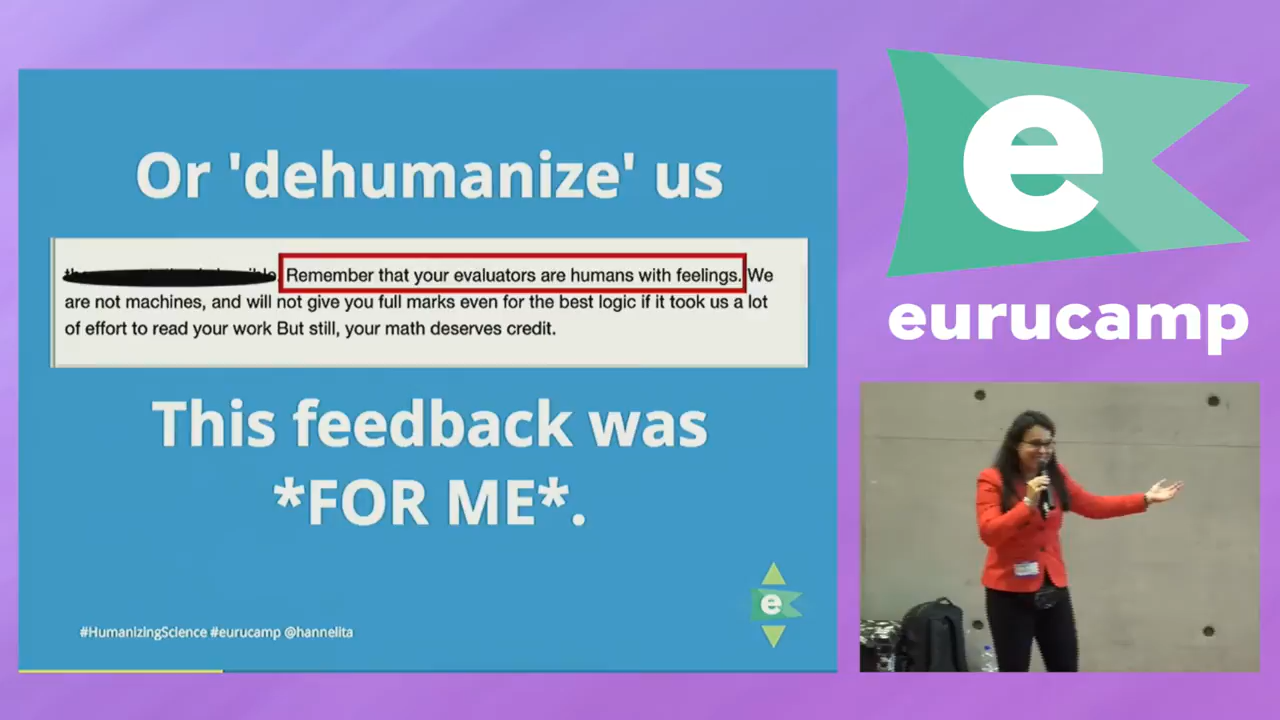 Or 'dehumanize' us
Remember that your evaluators are humans with feelings. We
are not machines, and will not give you full marks even for the best logic if it took us a lot
of effort to read your work But still, your math deserves credit.
This feedback was
*FOR ME*.
e
#HumanizingScience #eurucamp @hannelita
e
eurucamp